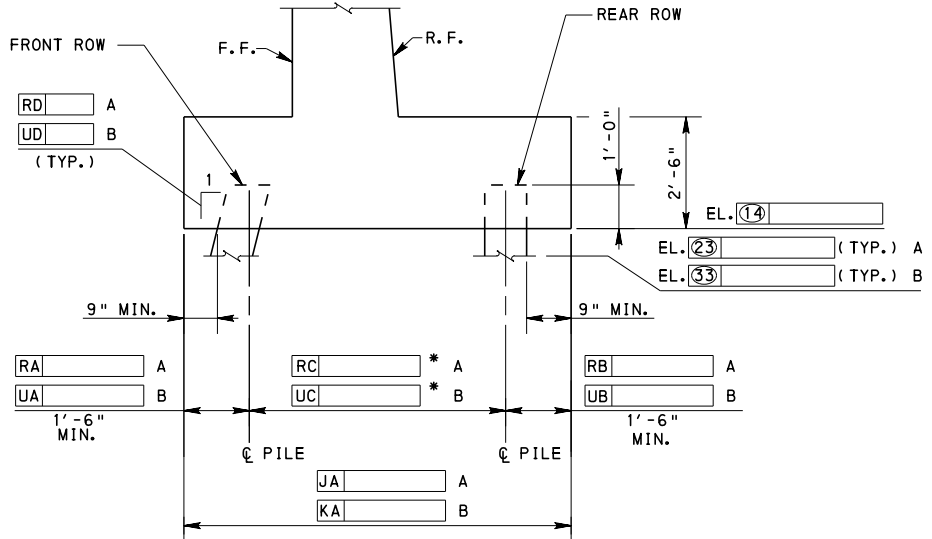 REAR ROW
FRONT ROW
F.F.
R.F.
RD A
UD B
(TYP.)
1
1'-0"
2'-6"
EL. 14
EL. 23 (TYP.) A
EL. 33 (TYP.) B
9" MIN.
9" MIN.
RA A
RC * A
RB A
UA B
UC * B
UB B
1'-6"
MIN.
1'-6"
MIN.
℄ PILE
℄ PILE
JA A
KA B